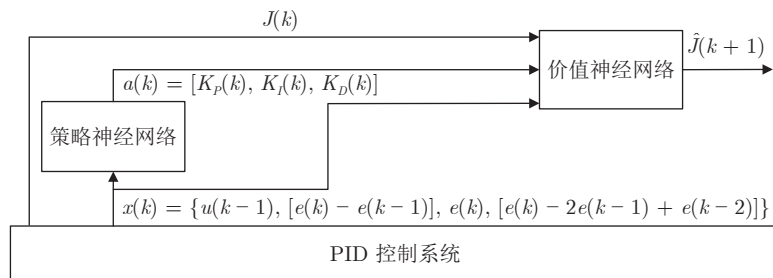 J(k)
Ĵ(k + 1)
价值神经网络
a(k) = [K_P(k), K_I(k), K_D(k)]
策略神经网络
x(k) = {u(k − 1), [e(k) − e(k − 1)], e(k), [e(k) − 2e(k − 1) + e(k − 2)]}
PID 控制系统